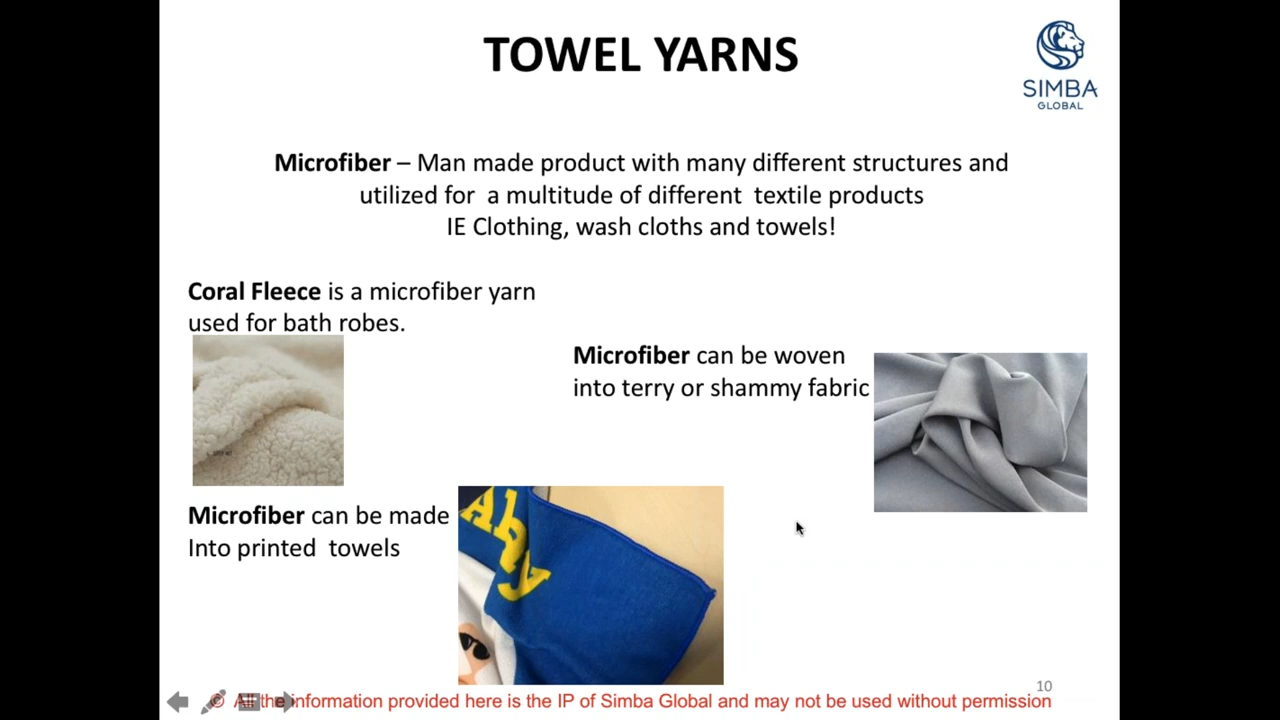 TOWEL YARNS
SIMBA
GLOBAL
Microfiber – Man made product with many different structures and
utilized for a multitude of different textile products
IE Clothing, wash cloths and towels!
Coral Fleece is a microfiber yarn
used for bath robes.
Microfiber can be woven
into terry or shammy fabric
Microfiber can be made
Into printed towels
Aby
10
© All the information provided here is the IP of Simba Global and may not be used without permission